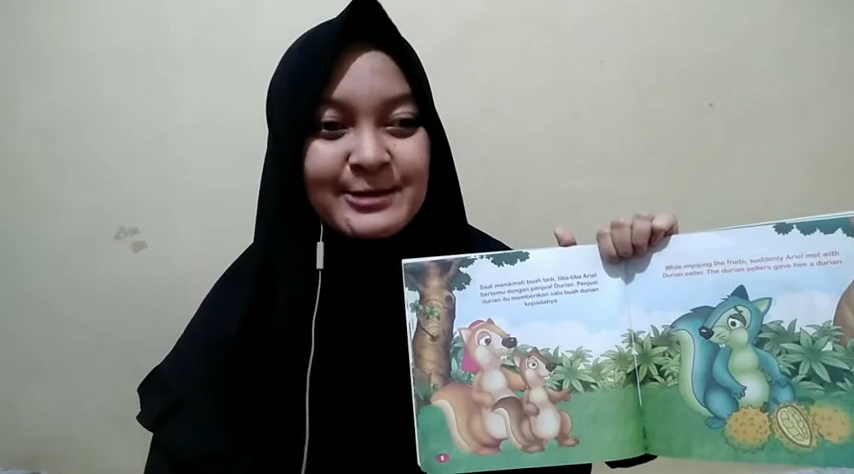 Saat menikmati buah tadi, tiba-tiba Ariel
bertemu dengan penjual Durian. Penjual
durian itu memberikan satu buah durian
kepadanya
While enjoying the fruits, suddenly Ariel met with
Durian seller. The durian sellers gave him a durian